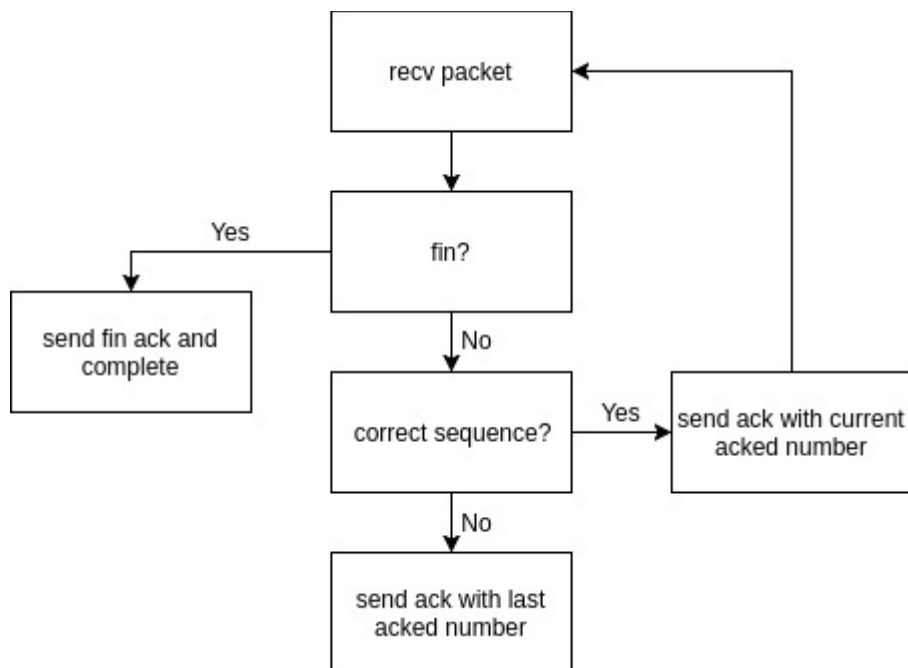 recv packet
Yes
fin?
send fin ack and
complete
No
correct sequence?
Yes
send ack with current
acked number
No
send ack with last
acked number